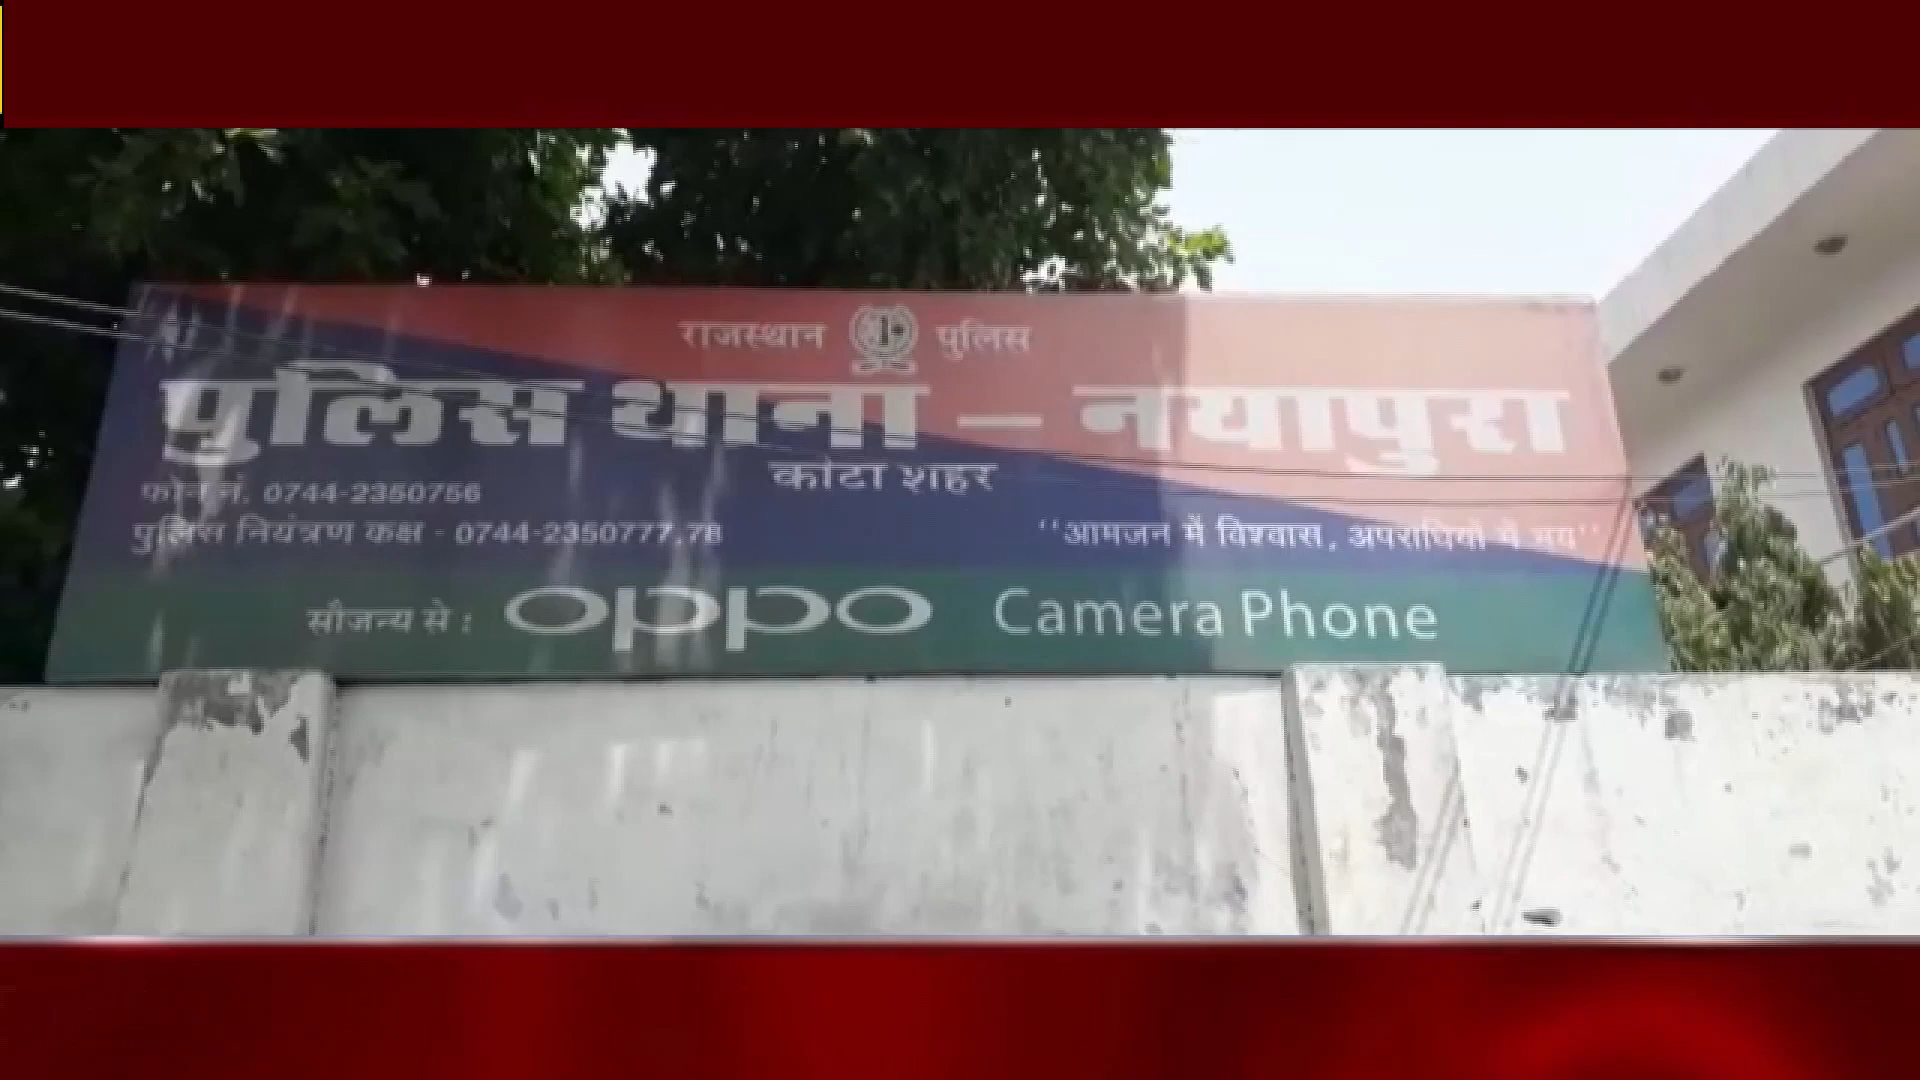 राजस्थान पुलिस
पुलिस थाना – नयापुरा
कोटा शहर
फोन नं. 0744-2350756
पुलिस नियंत्रण कक्ष - 0744-2350777,78
“आमजन में विश्वास, अपराधियों में भय”
सौजन्य से : oppo Camera Phone